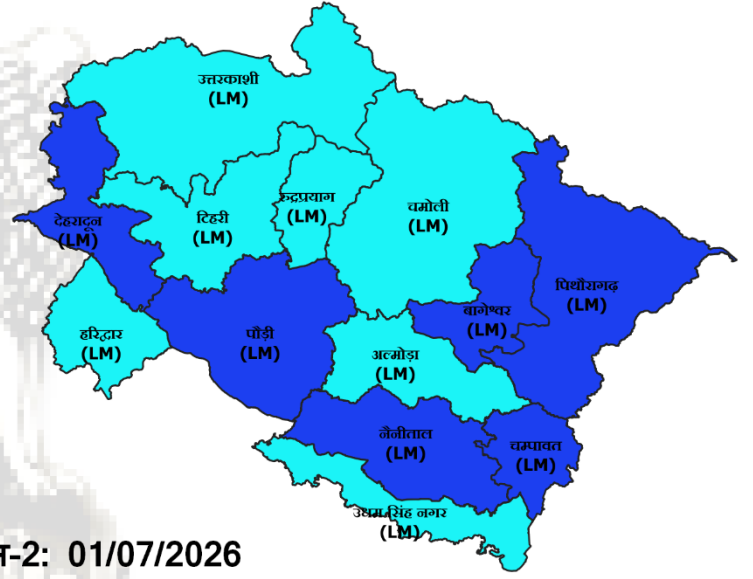 उत्तरकाशी
(LM)
देहरादून
(LM)
टिहरी
(LM)
रुद्रप्रयाग
(LM)
चमोली
(LM)
पिथौरागढ़
(LM)
बागेश्वर
(LM)
हरिद्वार
(LM)
पौड़ी
(LM)
अल्मोड़ा
(LM)
नैनीताल
(LM)
चम्पावत
(LM)
उधम सिंह नगर
(LM)
-2: 01/07/2026